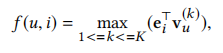 f(u, i) = max_{1<=k<=K} (e_i^⊤ v_u^{(k)}),